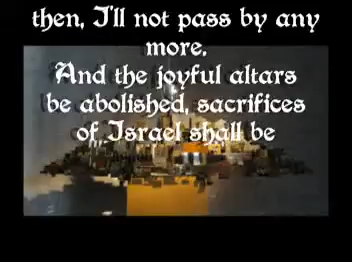 then, I'll not pass by any
more.
And the joyful altars
be abolished, sacrifices
of Israel shall be